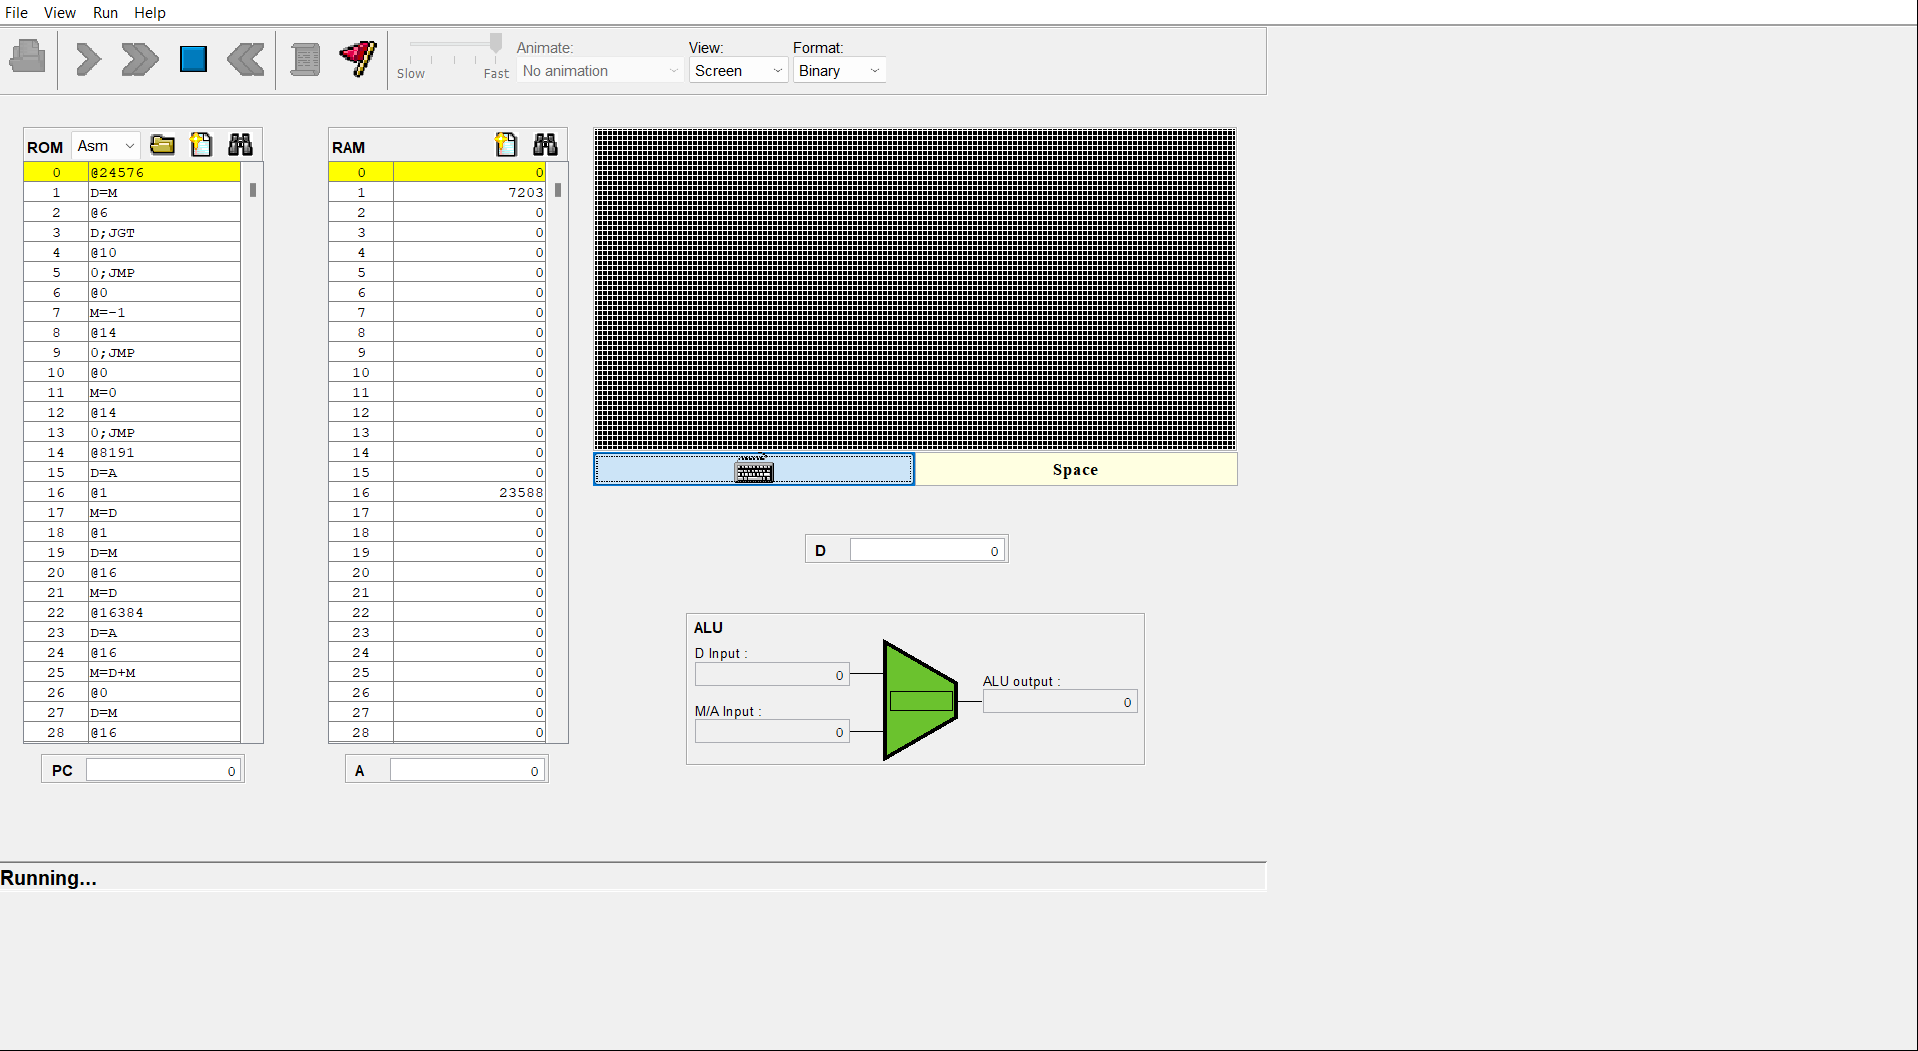 File View Run Help
Slow Fast
Animate:
No animation
View:
Screen
Format:
Binary
ROM Asm
0 @24576
1 D=M
2 @6
3 D;JGT
4 @10
5 0;JMP
6 @0
7 M=-1
8 @14
9 0;JMP
10 @0
11 M=0
12 @14
13 0;JMP
14 @8191
15 D=A
16 @1
17 M=D
18 @1
19 D=M
20 @16
21 M=D
22 @16384
23 D=A
24 @16
25 M=D+M
26 @0
27 D=M
28 @16
PC 0
RAM
0 0
1 7203
2 0
3 0
4 0
5 0
6 0
7 0
8 0
9 0
10 0
11 0
12 0
13 0
14 0
15 0
16 23588
17 0
18 0
19 0
20 0
21 0
22 0
23 0
24 0
25 0
26 0
27 0
28 0
A 0
Space
D 0
ALU
D Input :
0
M/A Input :
0
ALU output :
0
Running...